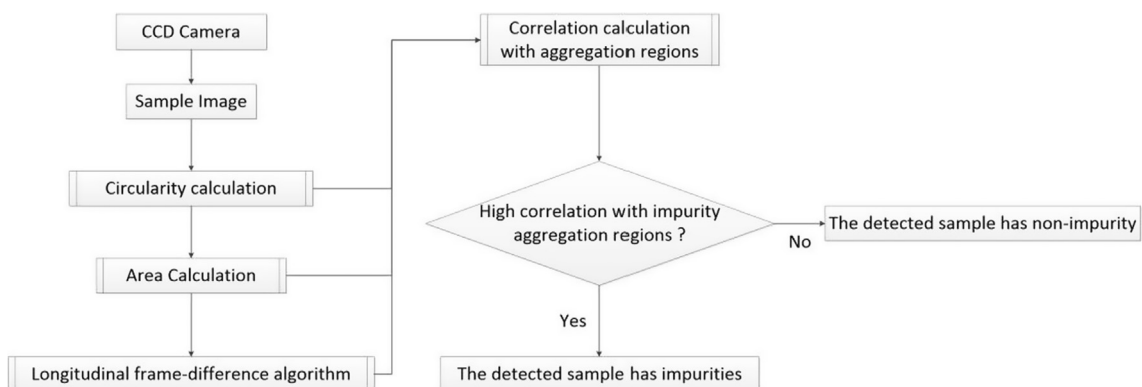 CCD Camera
Sample Image
Circularity calculation
Area Calculation
Longitudinal frame-difference algorithm
Correlation calculation
with aggregation regions
High correlation with impurity
aggregation regions ?
No
The detected sample has non-impurity
Yes
The detected sample has impurities